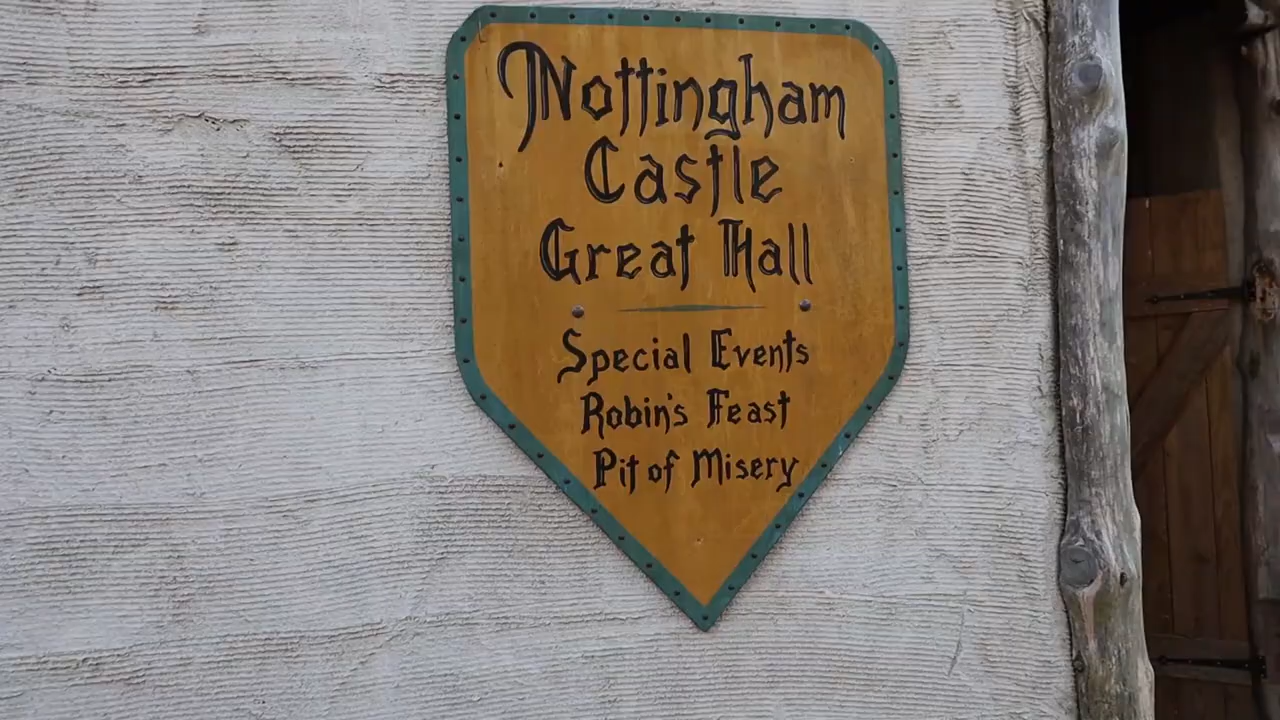 Nottingham
Castle
Great Hall
Special Events
Robin's Feast
Pit of Misery